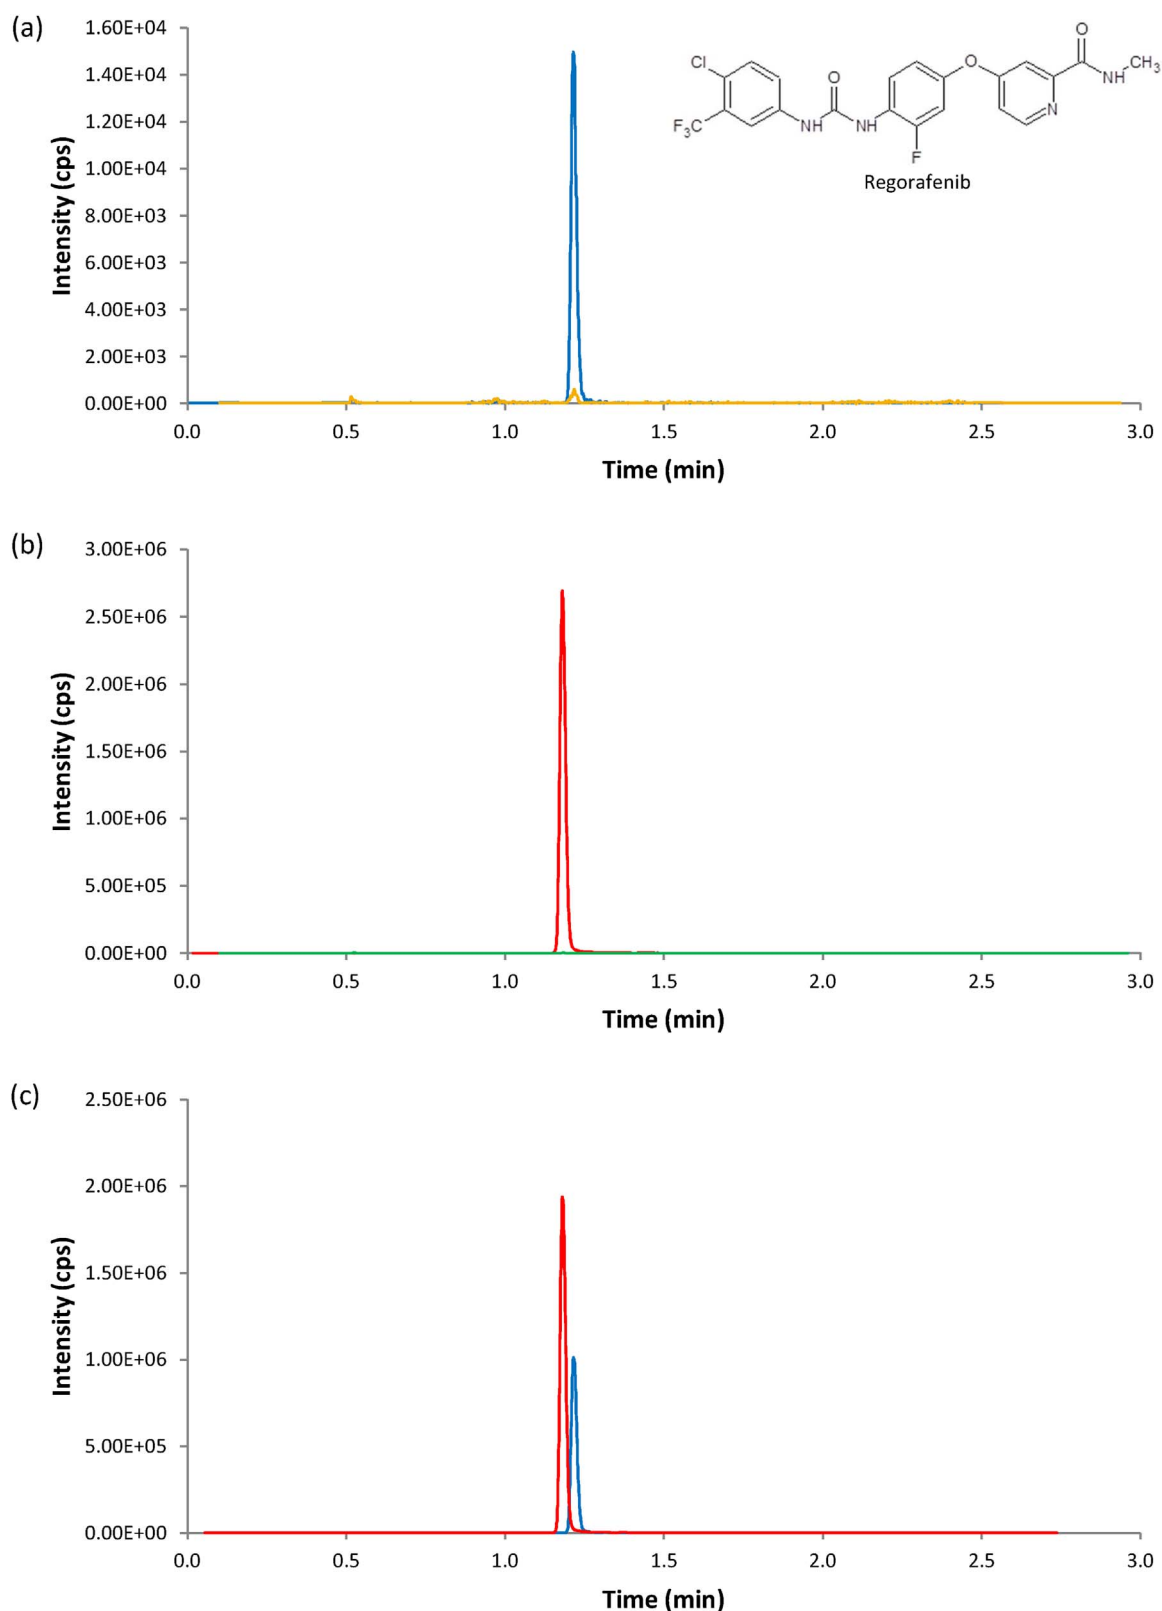 (a)
Intensity (cps)
1.60E+04
1.40E+04
1.20E+04
1.00E+04
8.00E+03
6.00E+03
4.00E+03
2.00E+03
0.00E+00
0.0 0.5 1.0 1.5 2.0 2.5 3.0
Time (min)
Cl
F3C
O
NH
NH
F
O
N
O
NH
CH3
Regorafenib
(b)
Intensity (cps)
3.00E+06
2.50E+06
2.00E+06
1.50E+06
1.00E+06
5.00E+05
0.00E+00
0.0 0.5 1.0 1.5 2.0 2.5 3.0
Time (min)
(c)
Intensity (cps)
2.50E+06
2.00E+06
1.50E+06
1.00E+06
5.00E+05
0.00E+00
0.0 0.5 1.0 1.5 2.0 2.5 3.0
Time (min)